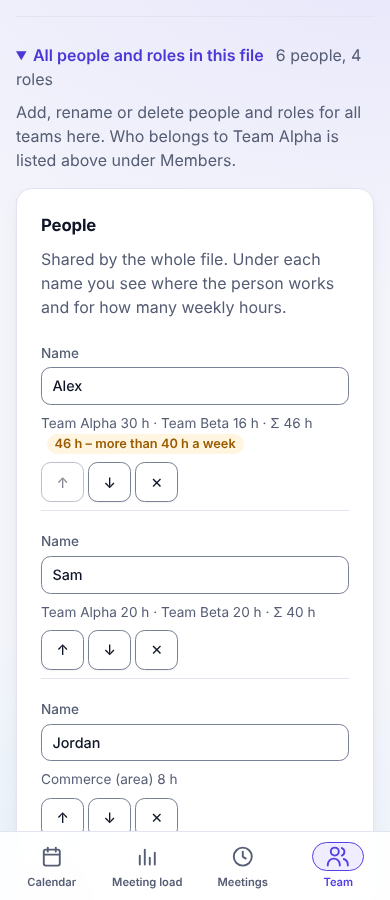 ▼ All people and roles in this file 6 people, 4
roles
Add, rename or delete people and roles for all
teams here. Who belongs to Team Alpha is
listed above under Members.
People
Shared by the whole file. Under each
name you see where the person works
and for how many weekly hours.
Name
Alex
Team Alpha 30 h · Team Beta 16 h · Σ 46 h
46 h – more than 40 h a week
↑ ↓ ×
Name
Sam
Team Alpha 20 h · Team Beta 20 h · Σ 40 h
↑ ↓ ×
Name
Jordan
Commerce (area) 8 h
↑ ↓ ×
Calendar Meeting load Meetings Team